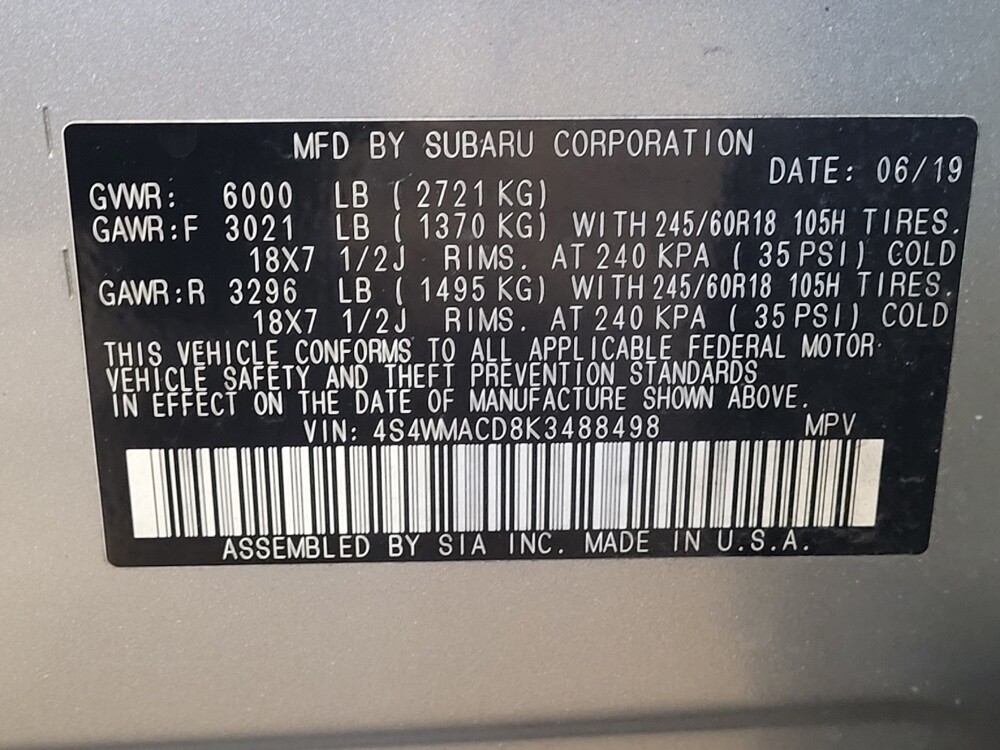 MFD BY SUBARU CORPORATION
DATE: 06/19
GVWR: 6000 LB ( 2721 KG)
GAWR:F 3021 LB ( 1370 KG) WITH 245/60R18 105H TIRES.
18X7 1/2J RIMS. AT 240 KPA ( 35 PSI) COLD
GAWR:R 3296 LB ( 1495 KG) WITH 245/60R18 105H TIRES.
18X7 1/2J RIMS. AT 240 KPA ( 35 PSI) COLD
THIS VEHICLE CONFORMS TO ALL APPLICABLE FEDERAL MOTOR
VEHICLE SAFETY AND THEFT PREVENTION STANDARDS
IN EFFECT ON THE DATE OF MANUFACTURE SHOWN ABOVE.
VIN: 4S4WMACD8K3488498 MPV
ASSEMBLED BY SIA INC. MADE IN U.S.A.